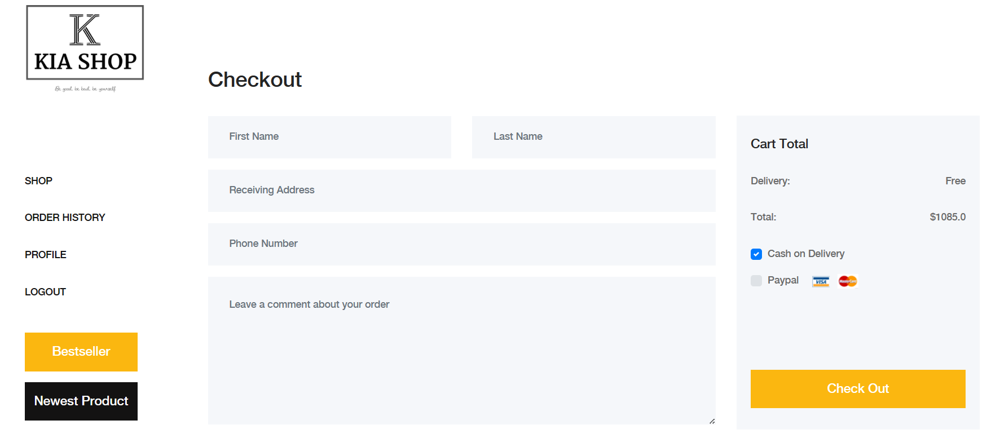 K
KIA SHOP
Be good, be bad, be yourself
SHOP
ORDER HISTORY
PROFILE
LOGOUT
Bestseller
Newest Product
Checkout
First Name
Last Name
Receiving Address
Phone Number
Leave a comment about your order
Cart Total
Delivery: Free
Total: $1085.0
Cash on Delivery
Paypal VISA MasterCard
Check Out